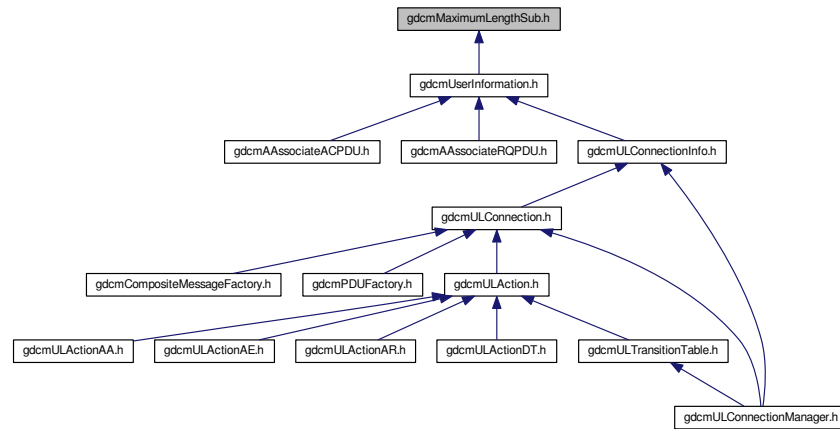 gdcmMaximumLengthSub.h
gdcmUserInformation.h
gdcmAAssociateACPDU.h
gdcmAAssociateRQPDU.h
gdcmULConnectionInfo.h
gdcmULConnection.h
gdcmCompositeMessageFactory.h
gdcmPDUFactory.h
gdcmULAction.h
gdcmULActionAA.h
gdcmULActionAE.h
gdcmULActionAR.h
gdcmULActionDT.h
gdcmULTransitionTable.h
gdcmULConnectionManager.h